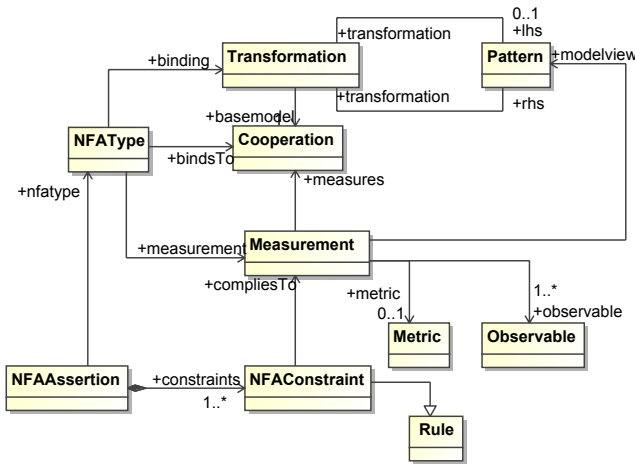 0..1
+lhs
+transformation
+binding
Transformation
Pattern
+modelview
+transformation
+rhs
+basemodel
NFAType
Cooperation
+bindsTo
+measures
+nfatype
+measurement
Measurement
+compliesTo
+metric
0..1
1..*
+observable
Metric
Observable
NFAAssertion
+constraints
1..*
NFAConstraint
Rule